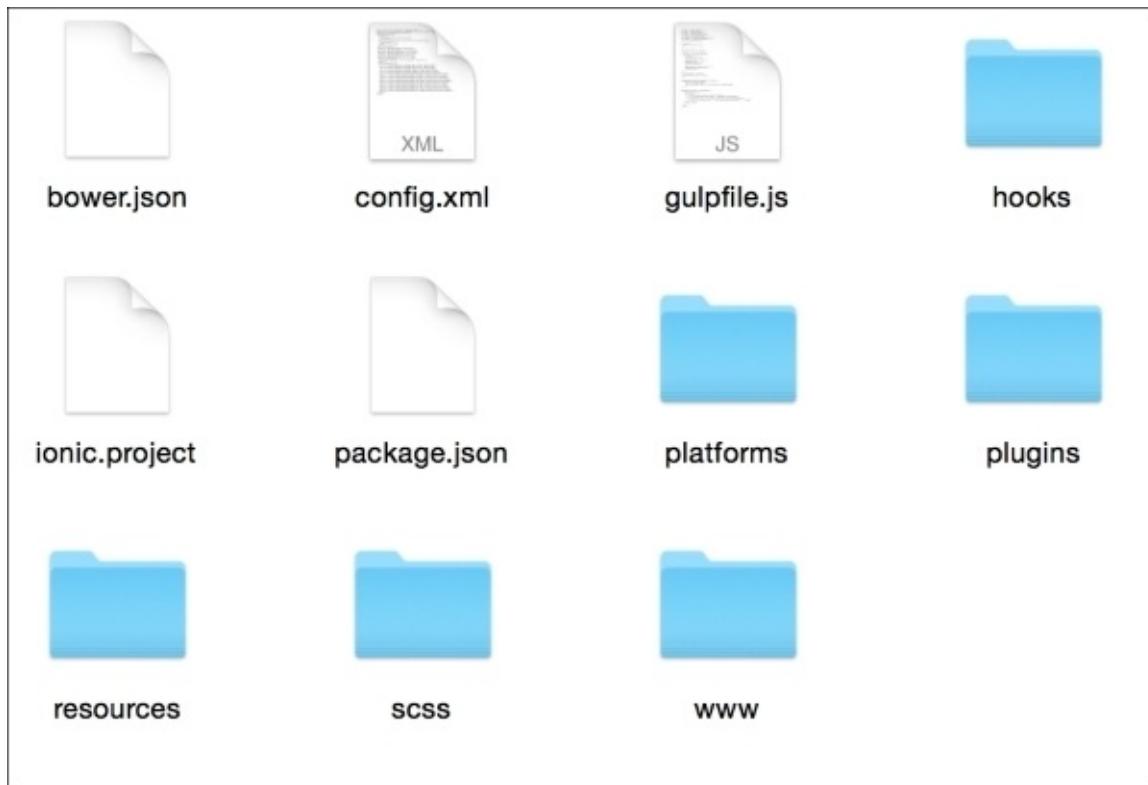 XML
JS
bower.json
config.xml
gulpfile.js
hooks
ionic.project
package.json
platforms
plugins
resources
scss
www